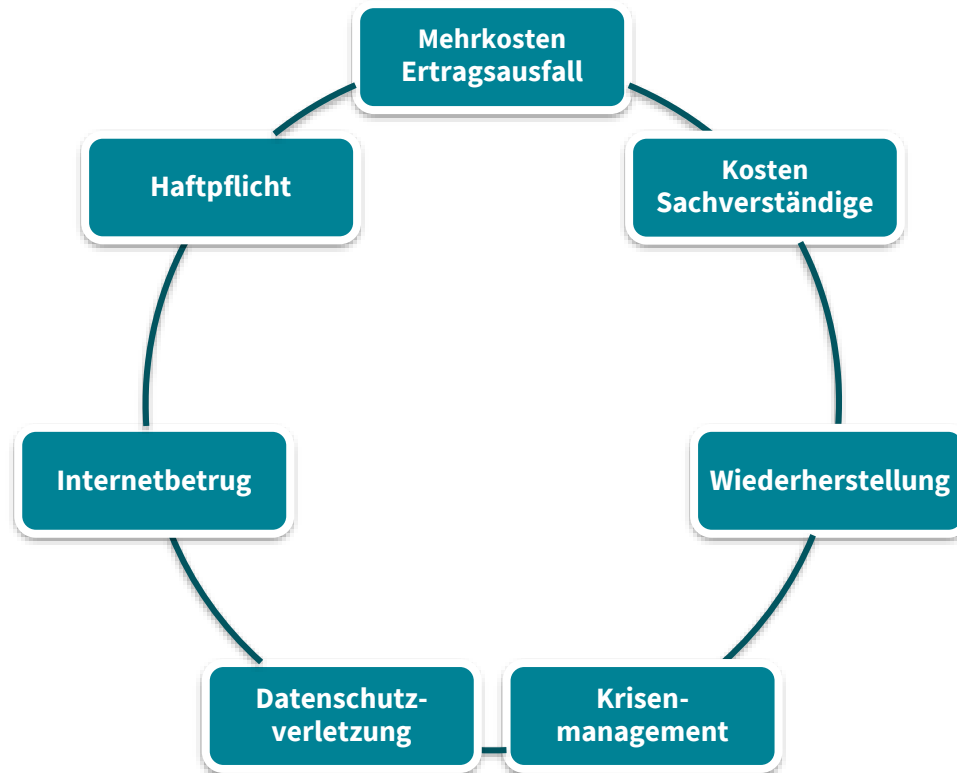 Mehrkosten
Ertragsausfall
Kosten
Sachverständige
Wiederherstellung
Krisen-
management
Datenschutz-
verletzung
Internetbetrug
Haftpflicht